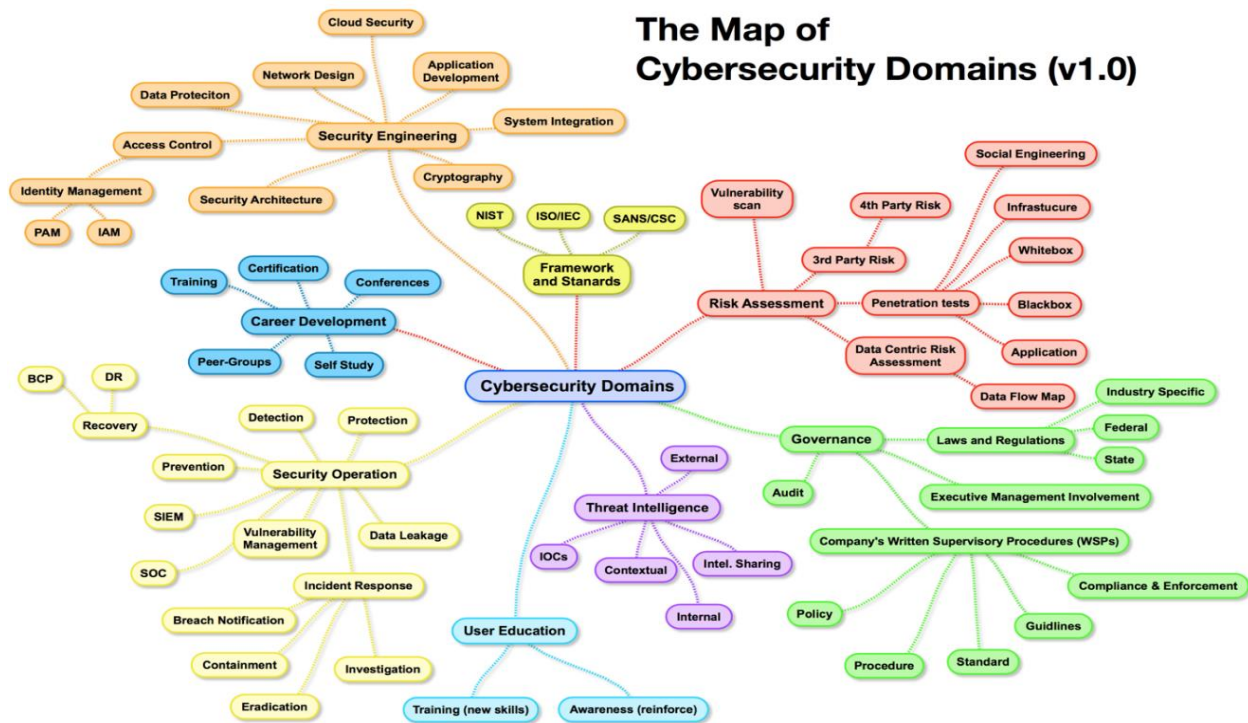 The Map of
Cybersecurity Domains (v1.0)
Cloud Security
Network Design
Application
Development
Data Proteciton
Security Engineering
System Integration
Access Control
Cryptography
Identity Management
Security Architecture
PAM
IAM
NIST
ISO/IEC
SANS/CSC
Framework
and Stanards
Social Engineering
Vulnerability
scan
4th Party Risk
Infrastucure
3rd Party Risk
Whitebox
Risk Assessment
Penetration tests
Blackbox
Data Centric Risk
Assessment
Application
Data Flow Map
Certification
Training
Conferences
Career Development
Peer-Groups
Self Study
Cybersecurity Domains
BCP
DR
Recovery
Detection
Protection
Prevention
Security Operation
SIEM
Vulnerability
Management
Data Leakage
SOC
Incident Response
Breach Notification
Containment
Investigation
Eradication
User Education
Training (new skills)
Awareness (reinforce)
External
Threat Intelligence
IOCs
Contextual
Intel. Sharing
Internal
Industry Specific
Governance
Laws and Regulations
Federal
State
Audit
Executive Management Involvement
Company's Written Supervisory Procedures (WSPs)
Compliance & Enforcement
Policy
Guidlines
Procedure
Standard